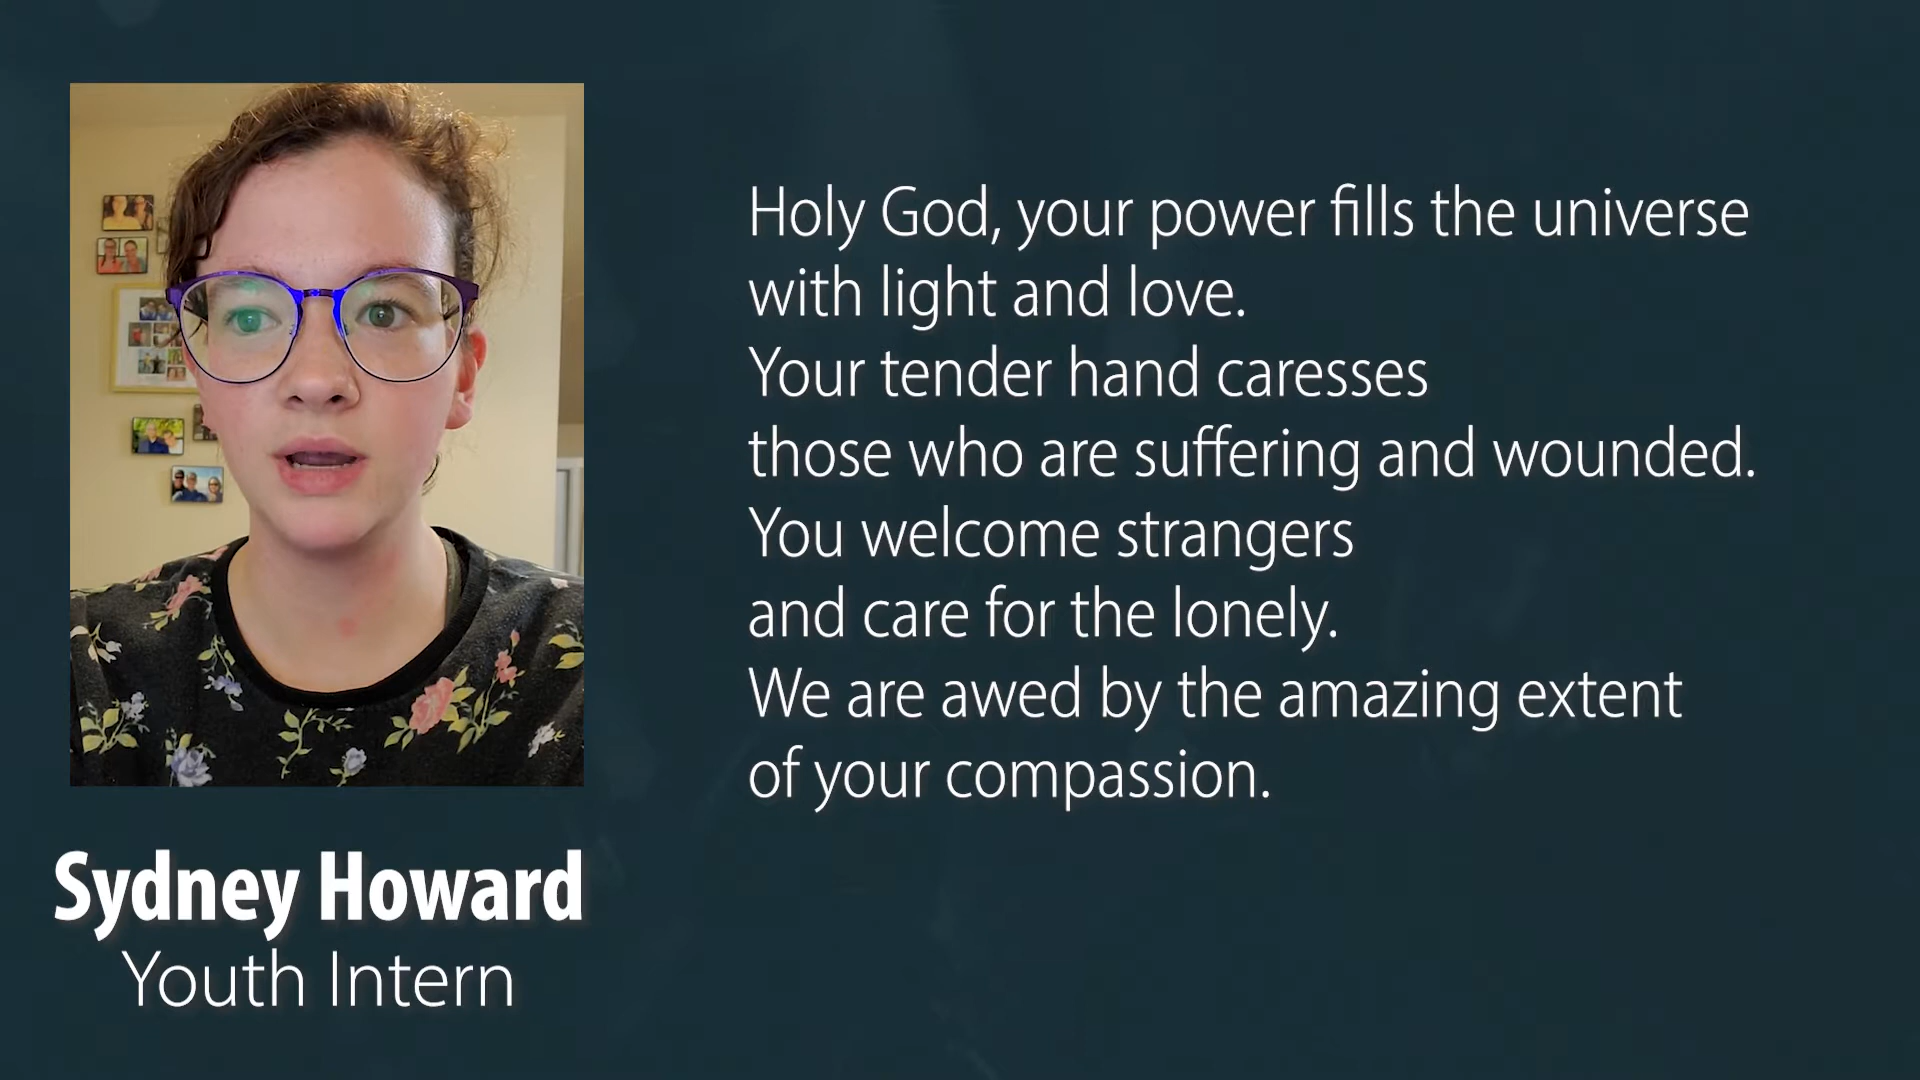 Holy God, your power fills the universe
with light and love.
Your tender hand caresses
those who are suffering and wounded.
You welcome strangers
and care for the lonely.
We are awed by the amazing extent
of your compassion.
Sydney Howard
Youth Intern